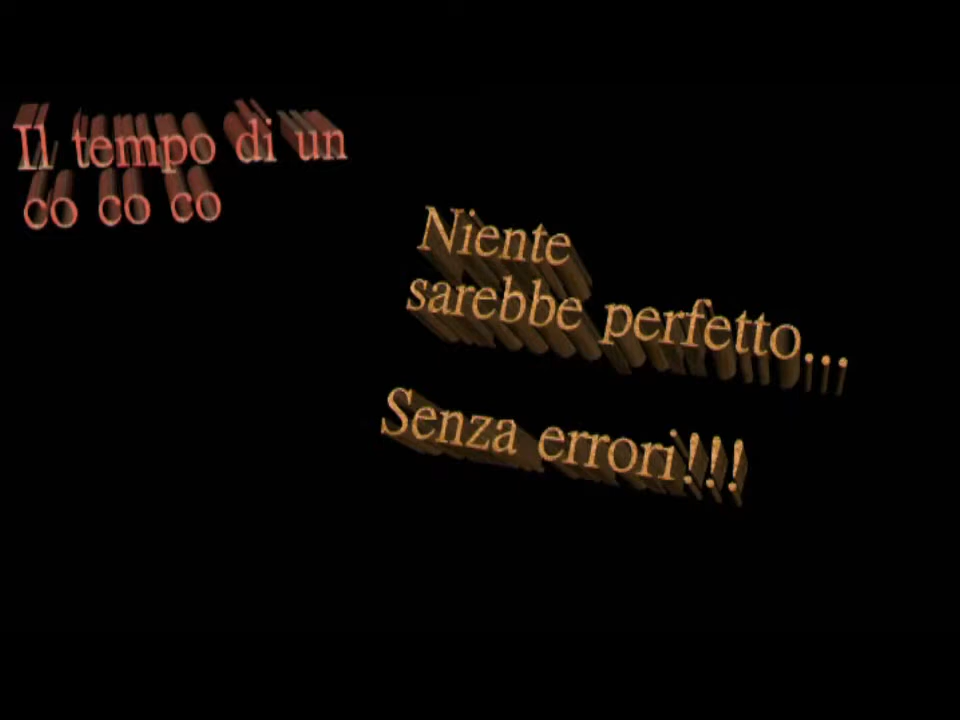 Il tempo di un
co co co
Niente
sarebbe perfetto...
Senza errori!!!